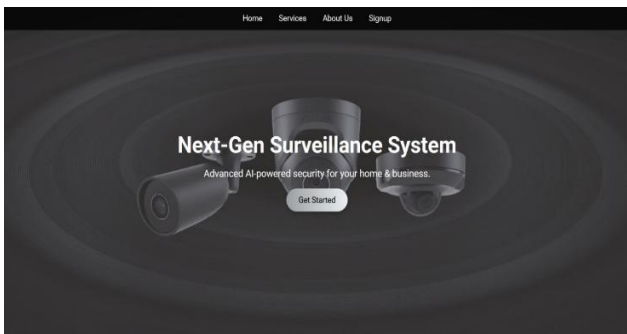 Home Services About Us Signup
Next-Gen Surveillance System
Advanced AI-powered security for your home & business.
Get Started